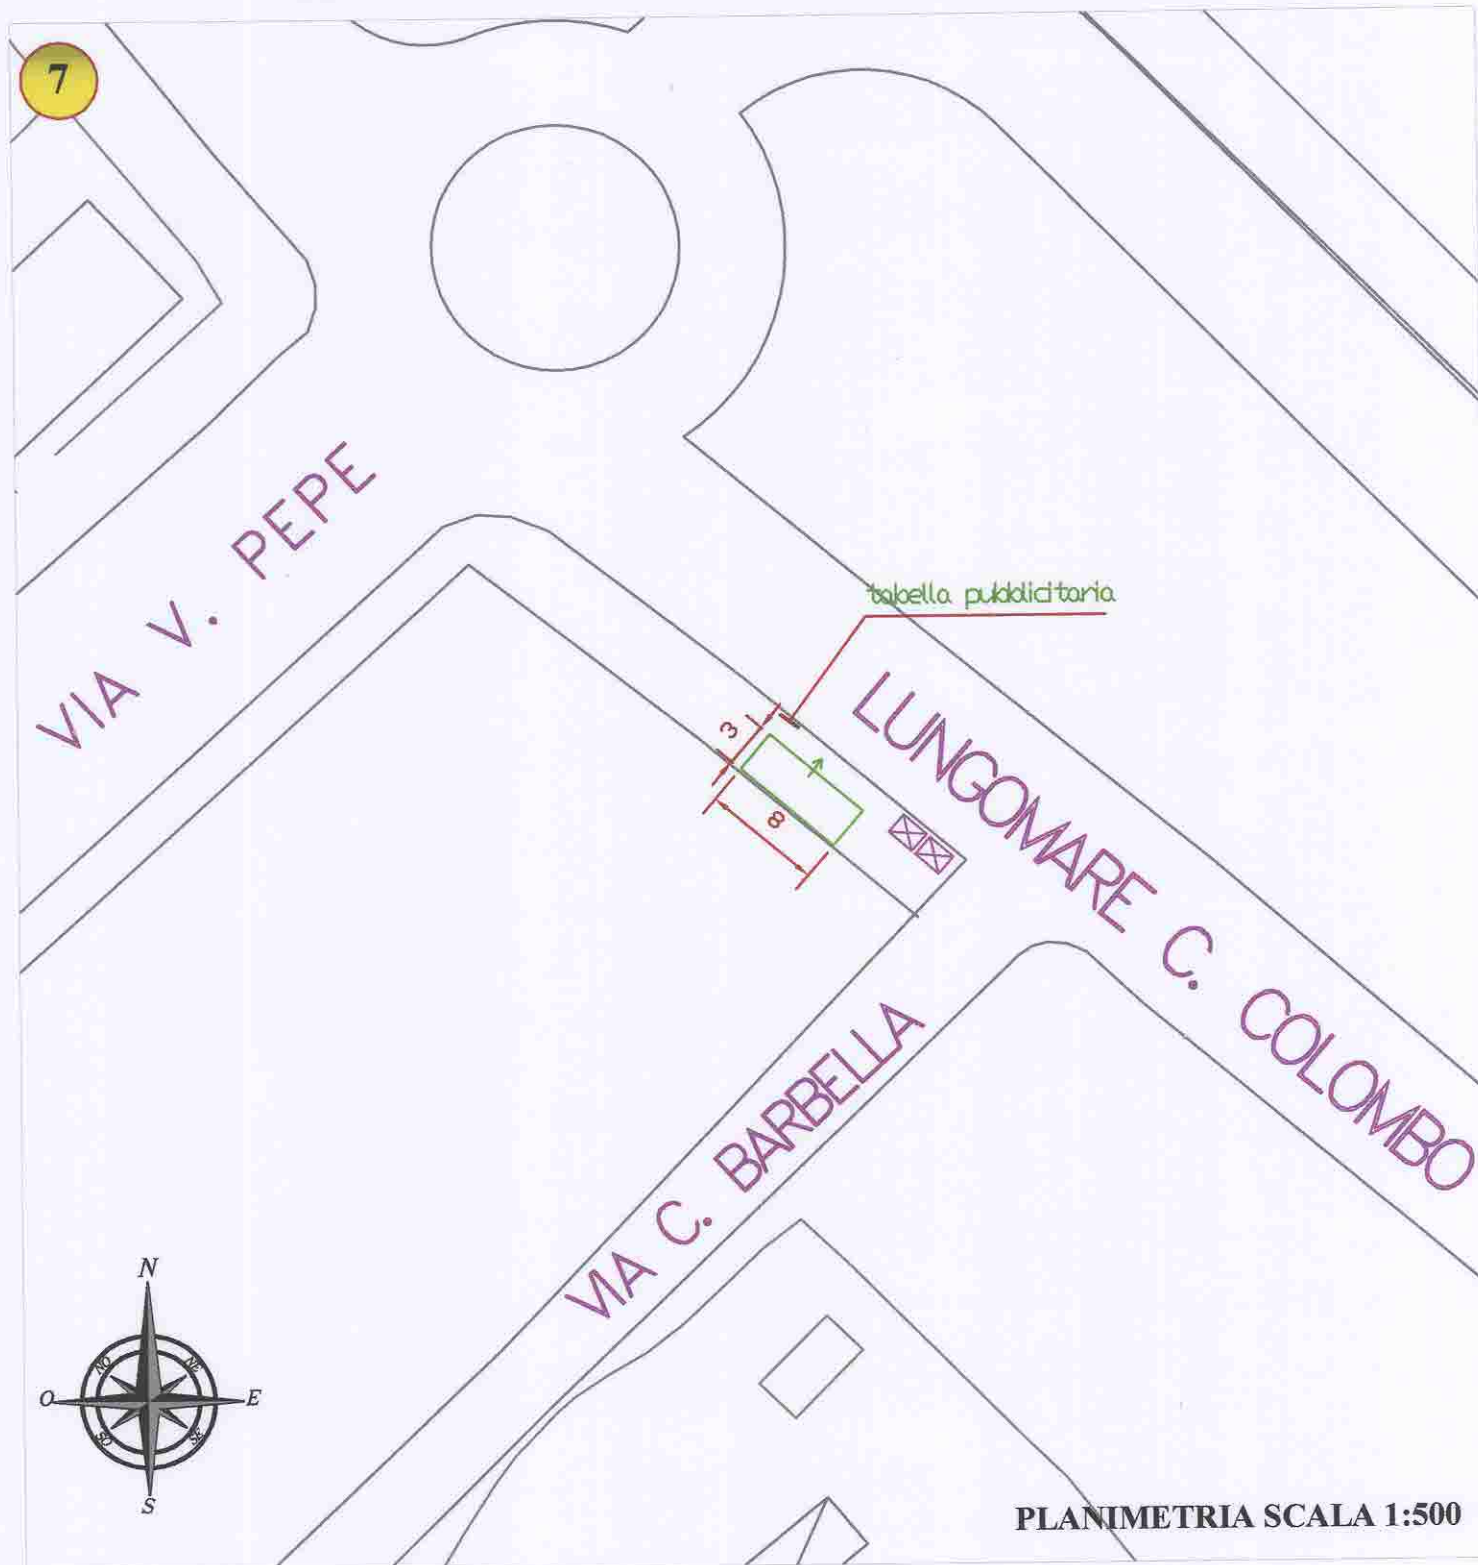 7
VIA V. PEPE
tabella pubblicitaria
3
8
LUNGOMARE C. COLOMBO
VIA C. BARBELLA
N
NO
NE
O
E
SO
SE
S
PLANIMETRIA SCALA 1:500